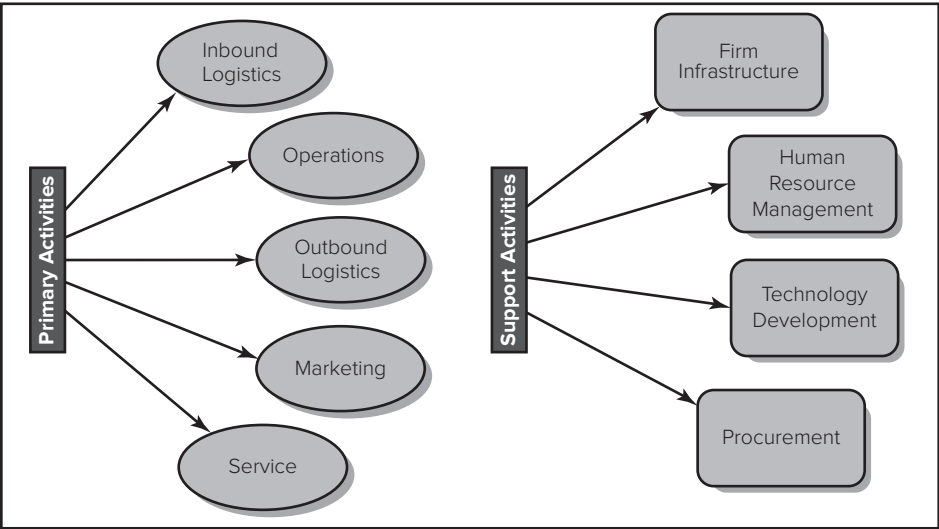 Primary Activities
Inbound
Logistics
Operations
Outbound
Logistics
Marketing
Service
Support Activities
Firm
Infrastructure
Human
Resource
Management
Technology
Development
Procurement